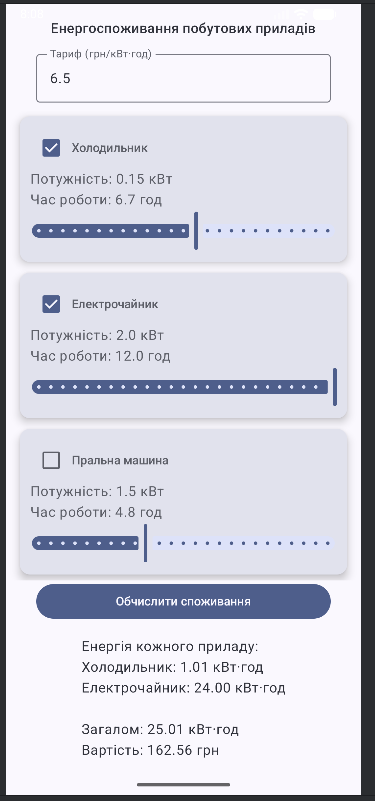 Енергоспоживання побутових приладів
Тариф (грн/кВт·год)
6.5
Холодильник
Потужність: 0.15 кВт
Час роботи: 6.7 год
Електрочайник
Потужність: 2.0 кВт
Час роботи: 12.0 год
Пральна машина
Потужність: 1.5 кВт
Час роботи: 4.8 год
Обчислити споживання
Енергія кожного приладу:
Холодильник: 1.01 кВт·год
Електрочайник: 24.00 кВт·год
Загалом: 25.01 кВт·год
Вартість: 162.56 грн